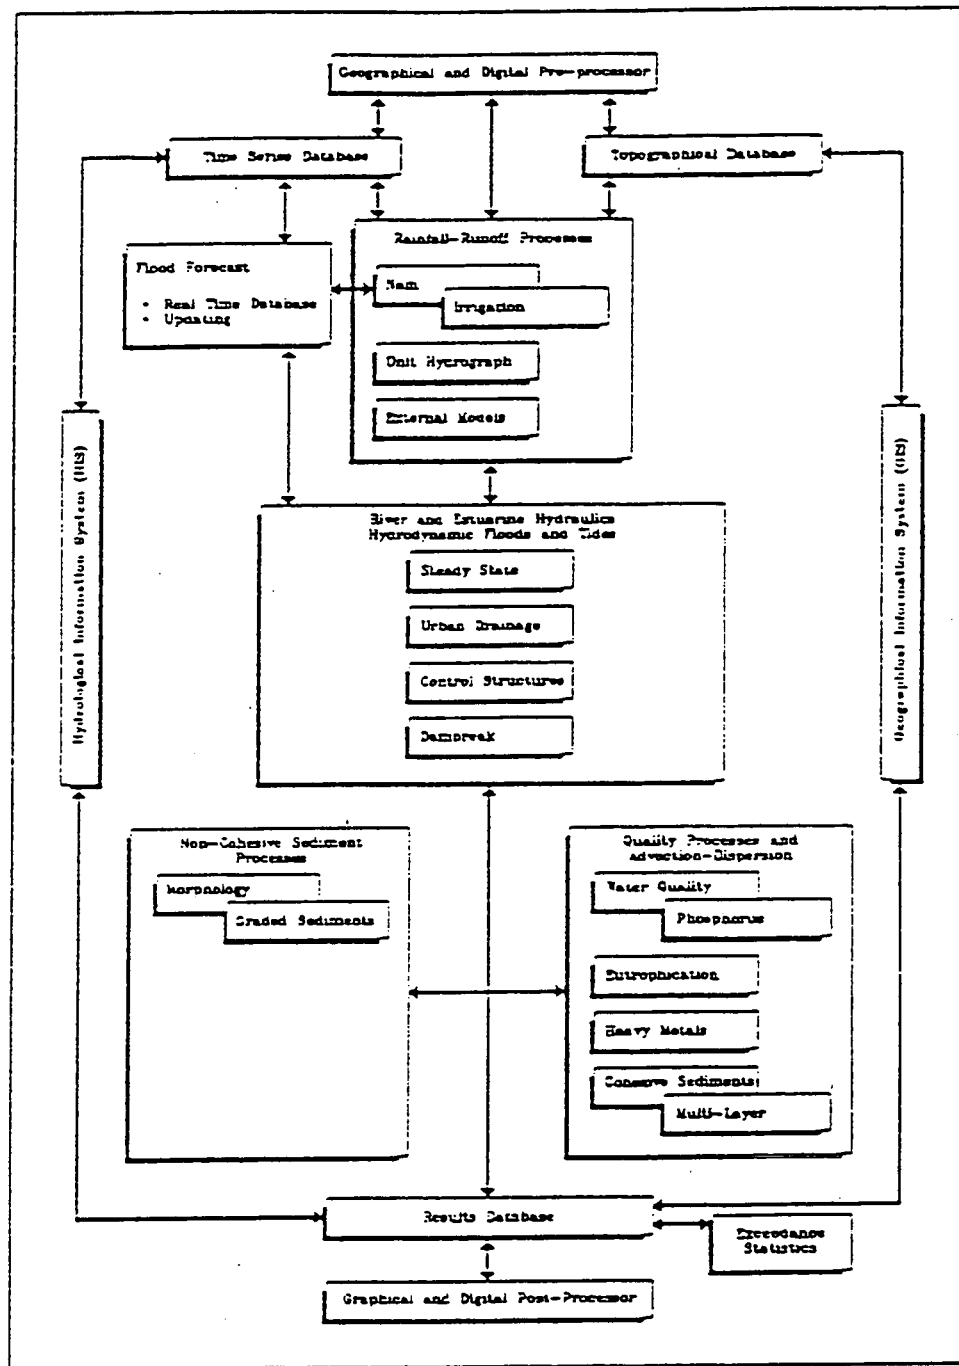 Geographical and Digital Pre-processor
Time Series Database
Topographical Database
Rainfall-Runoff Processes
Flood Forecast
• Real Time Database
• Updating
Nam
Irrigation
Unit Hydrograph
External Models
Hydrological Information System (HIS)
Geographical Information System (GIS)
River and Estuarine Hydraulics
Hydrodynamic Floods and Tides
Steady State
Urban Drainage
Control Structures
Dambreak
Non-Cohesive Sediment
Processes
Morphology
Graded Sediments
Quality Processes and
Advection-Dispersion
Water Quality
Phosphorus
Eutrophication
Heavy Metals
Cohesive Sediments
Multi-Layer
Results Database
Exceedance
Statistics
Graphical and Digital Post-Processor